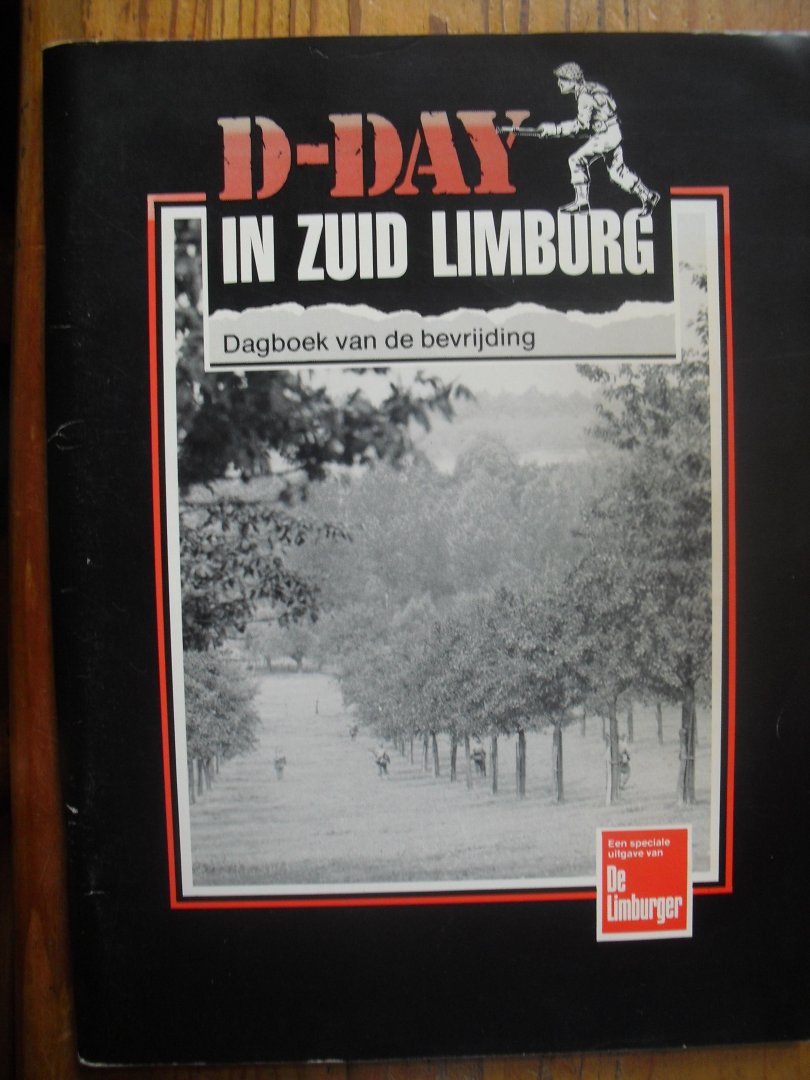 D-DAY
IN ZUID LIMBURG
Dagboek van de bevrijding
Een speciale
uitgave van
De
Limburger